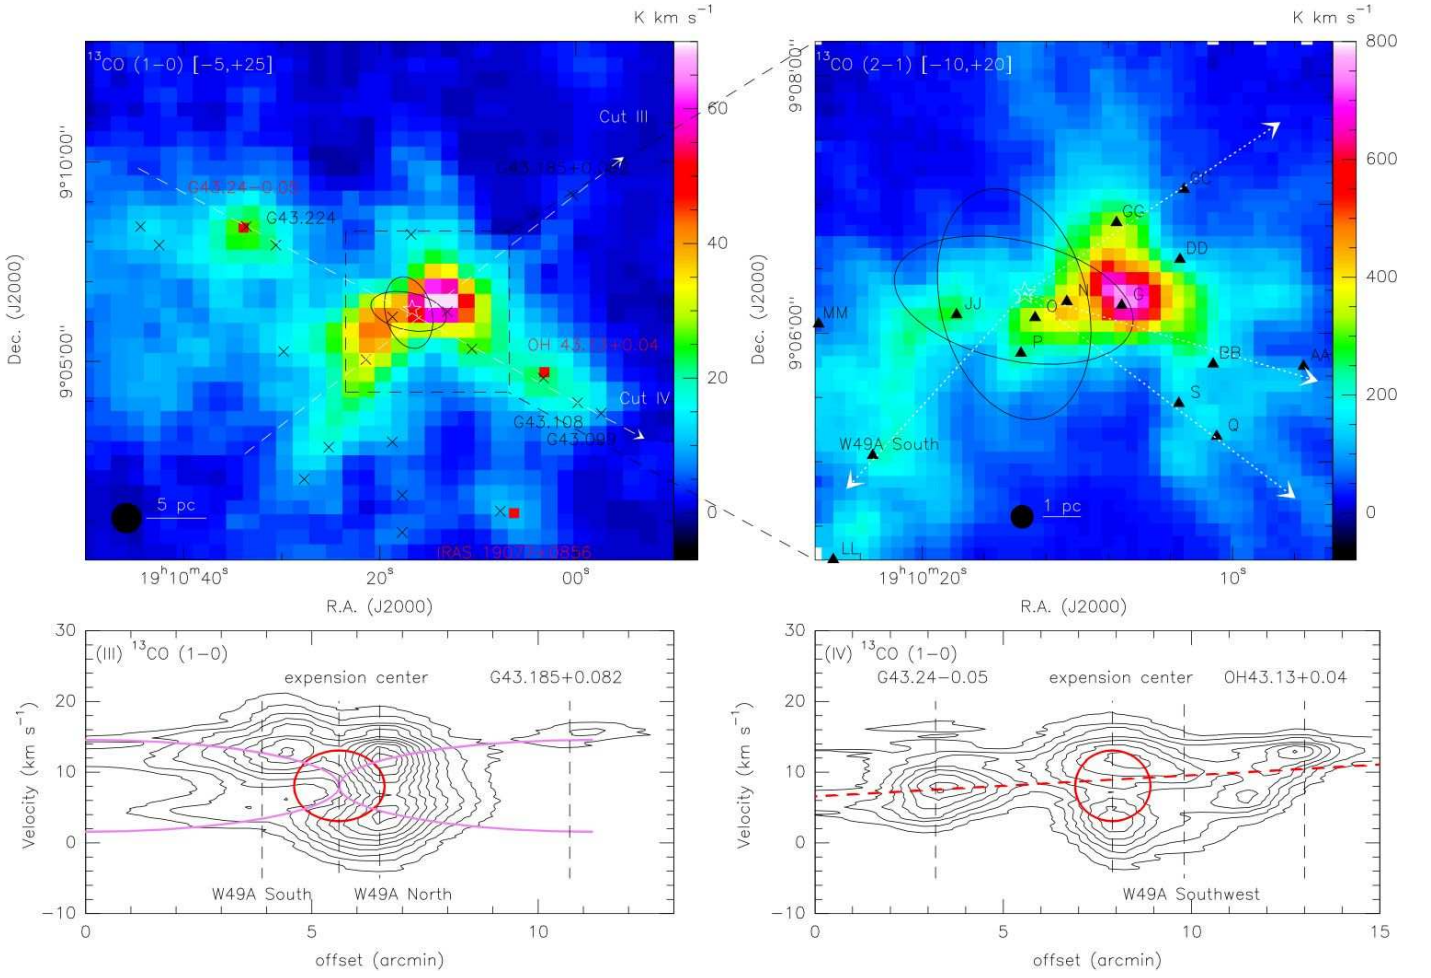 K km s⁻¹
K km s⁻¹
¹³CO (1−0) [−5,+25]
¹³CO (2−1) [−10,+20]
Cut III
G43.185+0.082
G43.24−0.05
G43.224
OH 43.13+0.04
Cut IV
G43.108
5 pc
IRAS 19077+0856
60
40
20
0
9°10'00''
9°05'00''
Dec. (J2000)
19ʰ10ᵐ40ˢ
20ˢ
00ˢ
R.A. (J2000)
CC
GG
DD
JJ
O
N
G
MM
P
BB
AA
S
Q
W49A South
LL
1 pc
800
600
400
200
0
9°08'00''
9°06'00''
Dec. (J2000)
19ʰ10ᵐ20ˢ
10ˢ
R.A. (J2000)
(III) ¹³CO (1−0)
expension center
G43.185+0.082
W49A South
W49A North
30
20
10
0
−10
Velocity (km s⁻¹)
0
5
10
offset (arcmin)
(IV) ¹³CO (1−0)
G43.24−0.05
expension center
OH43.13+0.04
W49A Southwest
30
20
10
0
−10
Velocity (km s⁻¹)
0
5
10
15
offset (arcmin)